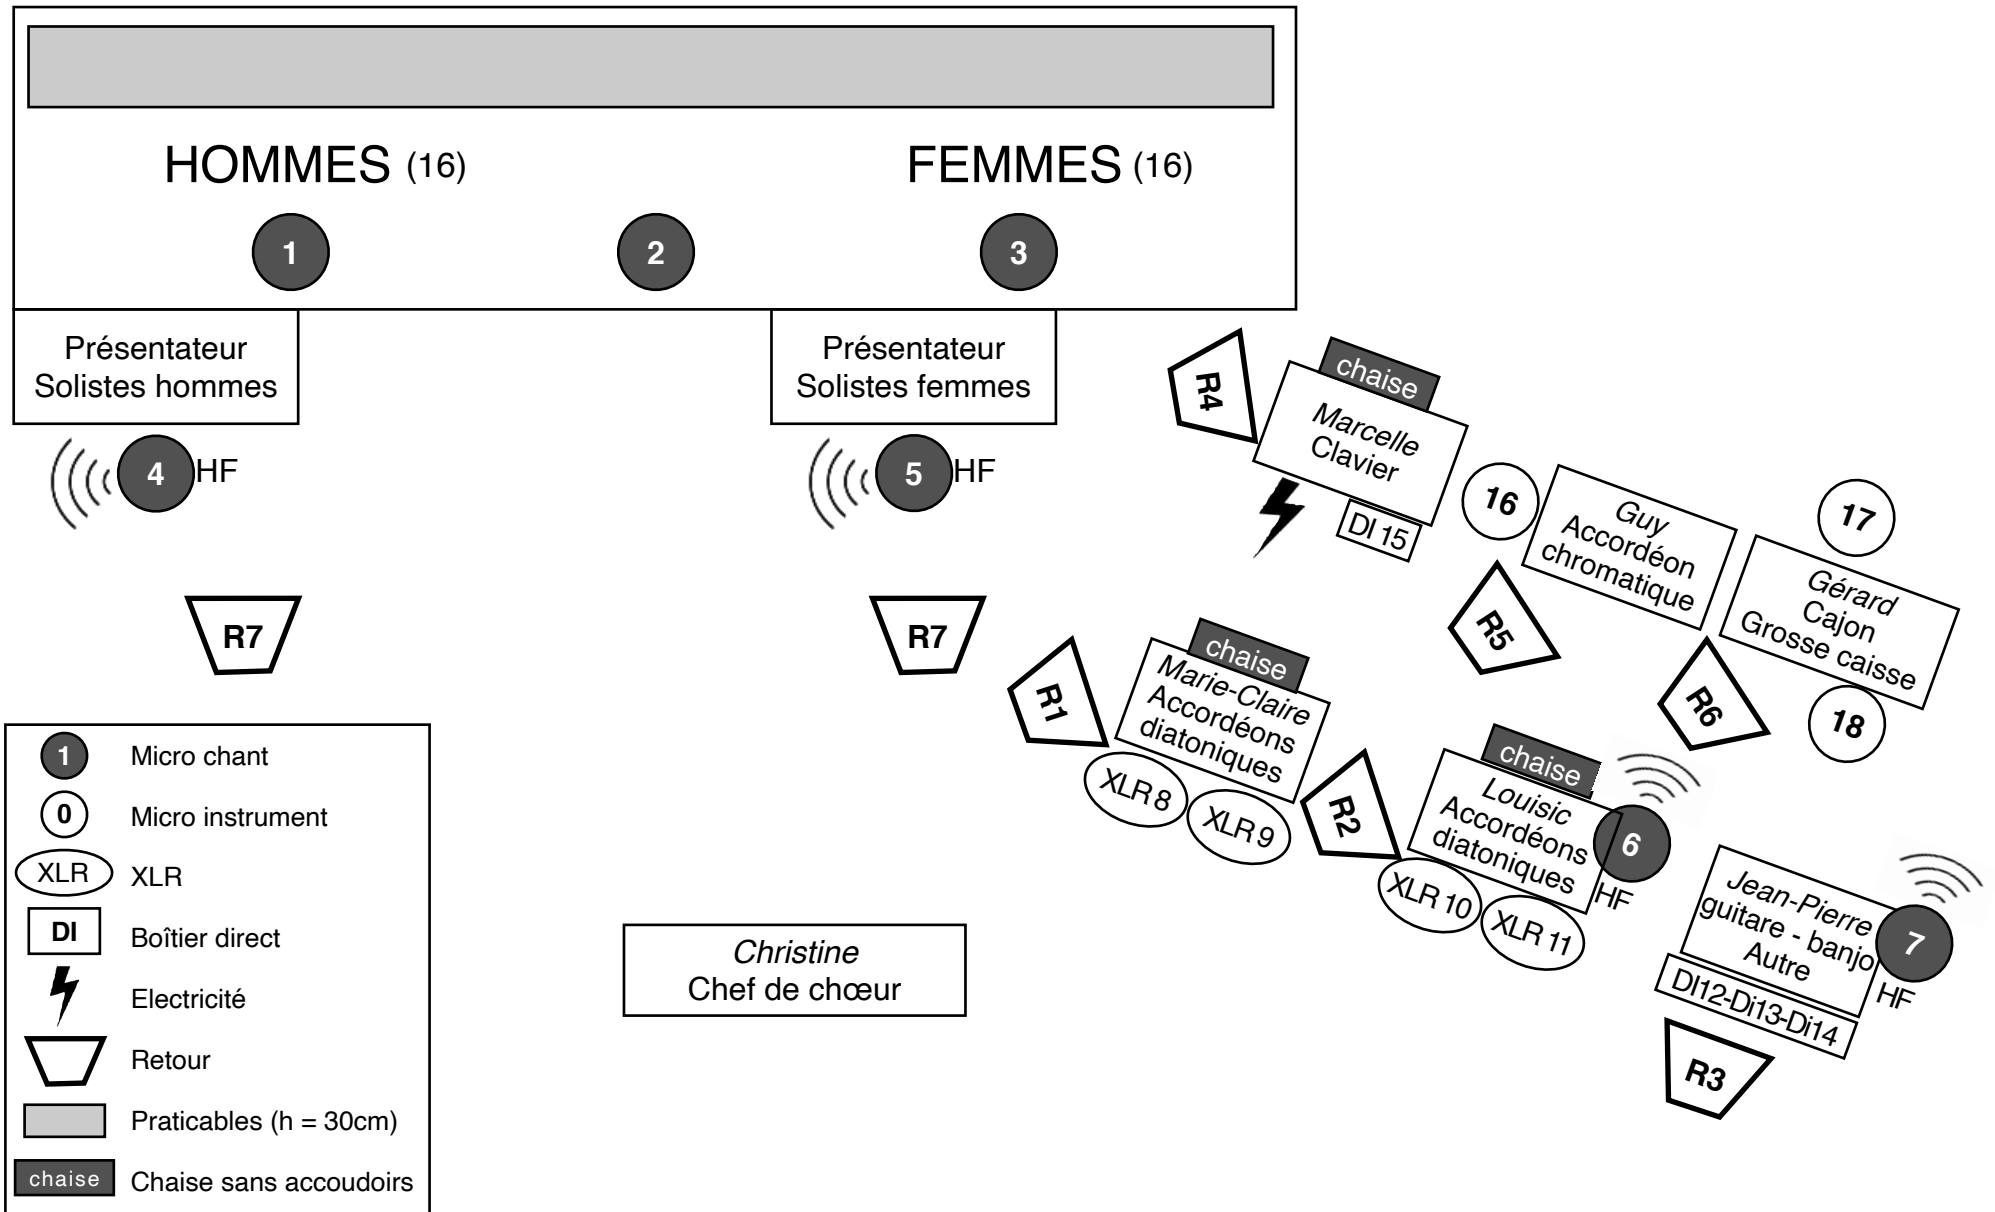 HOMMES (16)
FEMMES (16)
1
2
3
Présentateur
Solistes hommes
Présentateur
Solistes femmes
4
HF
5
HF
R7
R7
R4
chaise
Marcelle
Clavier
DI 15
16
Guy
Accordéon
chromatique
17
Gérard
Cajon
Grosse caisse
18
R5
R6
R1
chaise
Marie-Claire
Accordéons
diatoniques
XLR 8
XLR 9
R2
chaise
Louisic
Accordéons
diatoniques
6
HF
XLR 10
XLR 11
Jean-Pierre
guitare - banjo
Autre
7
HF
DI12-Di13-Di14
R3
Christine
Chef de chœur
1 Micro chant
0 Micro instrument
XLR XLR
DI Boîtier direct
Electricité
Retour
Praticables (h = 30cm)
chaise Chaise sans accoudoirs